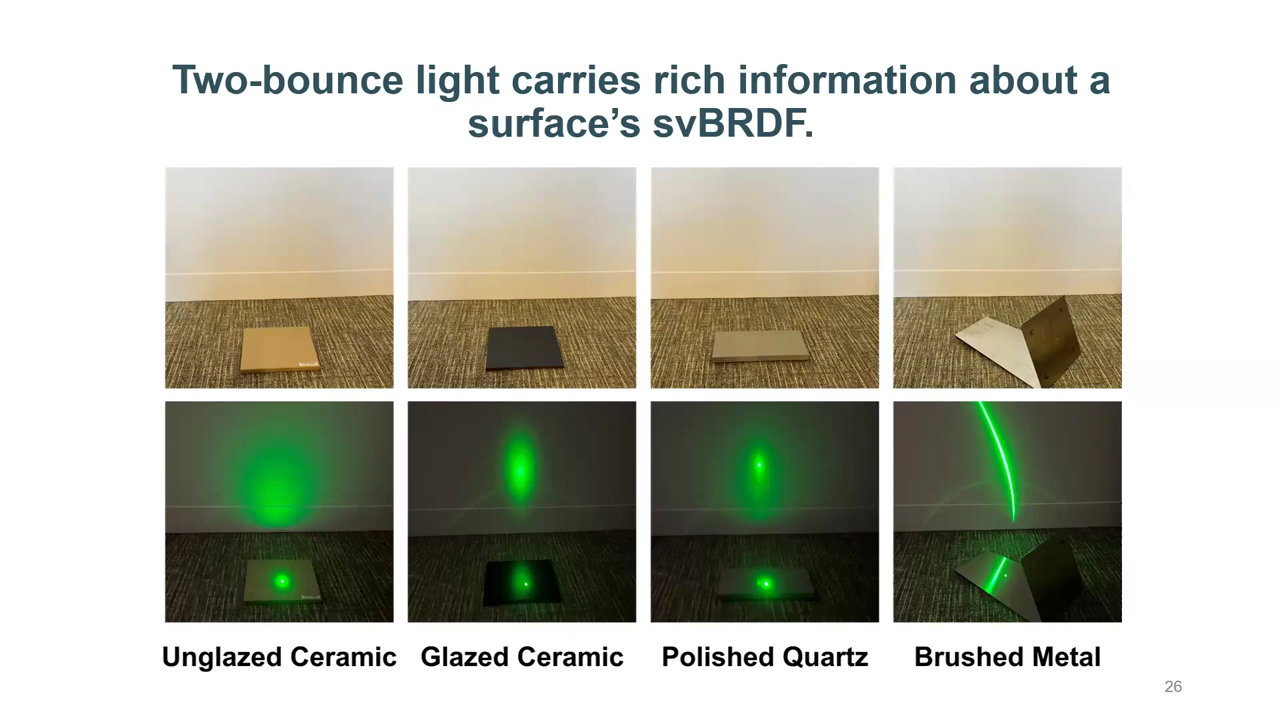 Two-bounce light carries rich information about a
surface's svBRDF.
Unglazed Ceramic
Glazed Ceramic
Polished Quartz
Brushed Metal
26